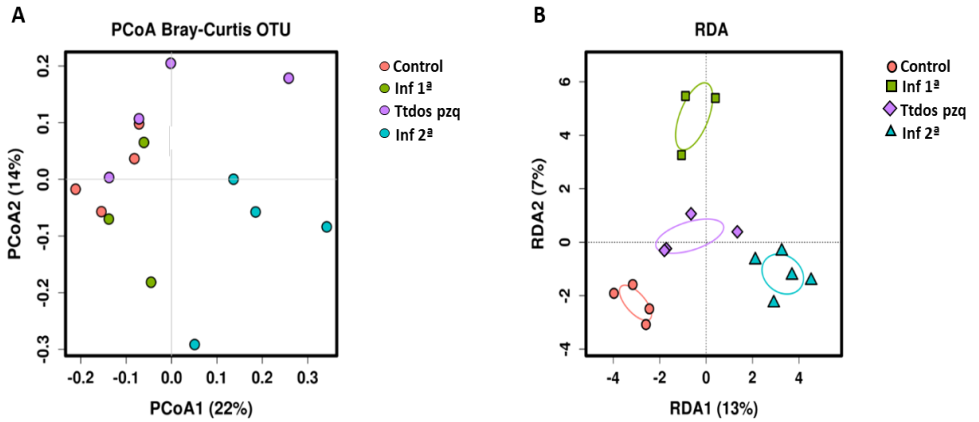 A
PCoA Bray-Curtis OTU
0.2
0.1
0.0
-0.1
-0.2
-0.3
PCoA2 (14%)
-0.2 -0.1 0.0 0.1 0.2 0.3
PCoA1 (22%)
Control
Inf 1ª
Ttdos pzq
Inf 2ª
B
RDA
6
4
2
0
-2
-4
RDA2 (7%)
-4 -2 0 2 4
RDA1 (13%)
Control
Inf 1ª
Ttdos pzq
Inf 2ª